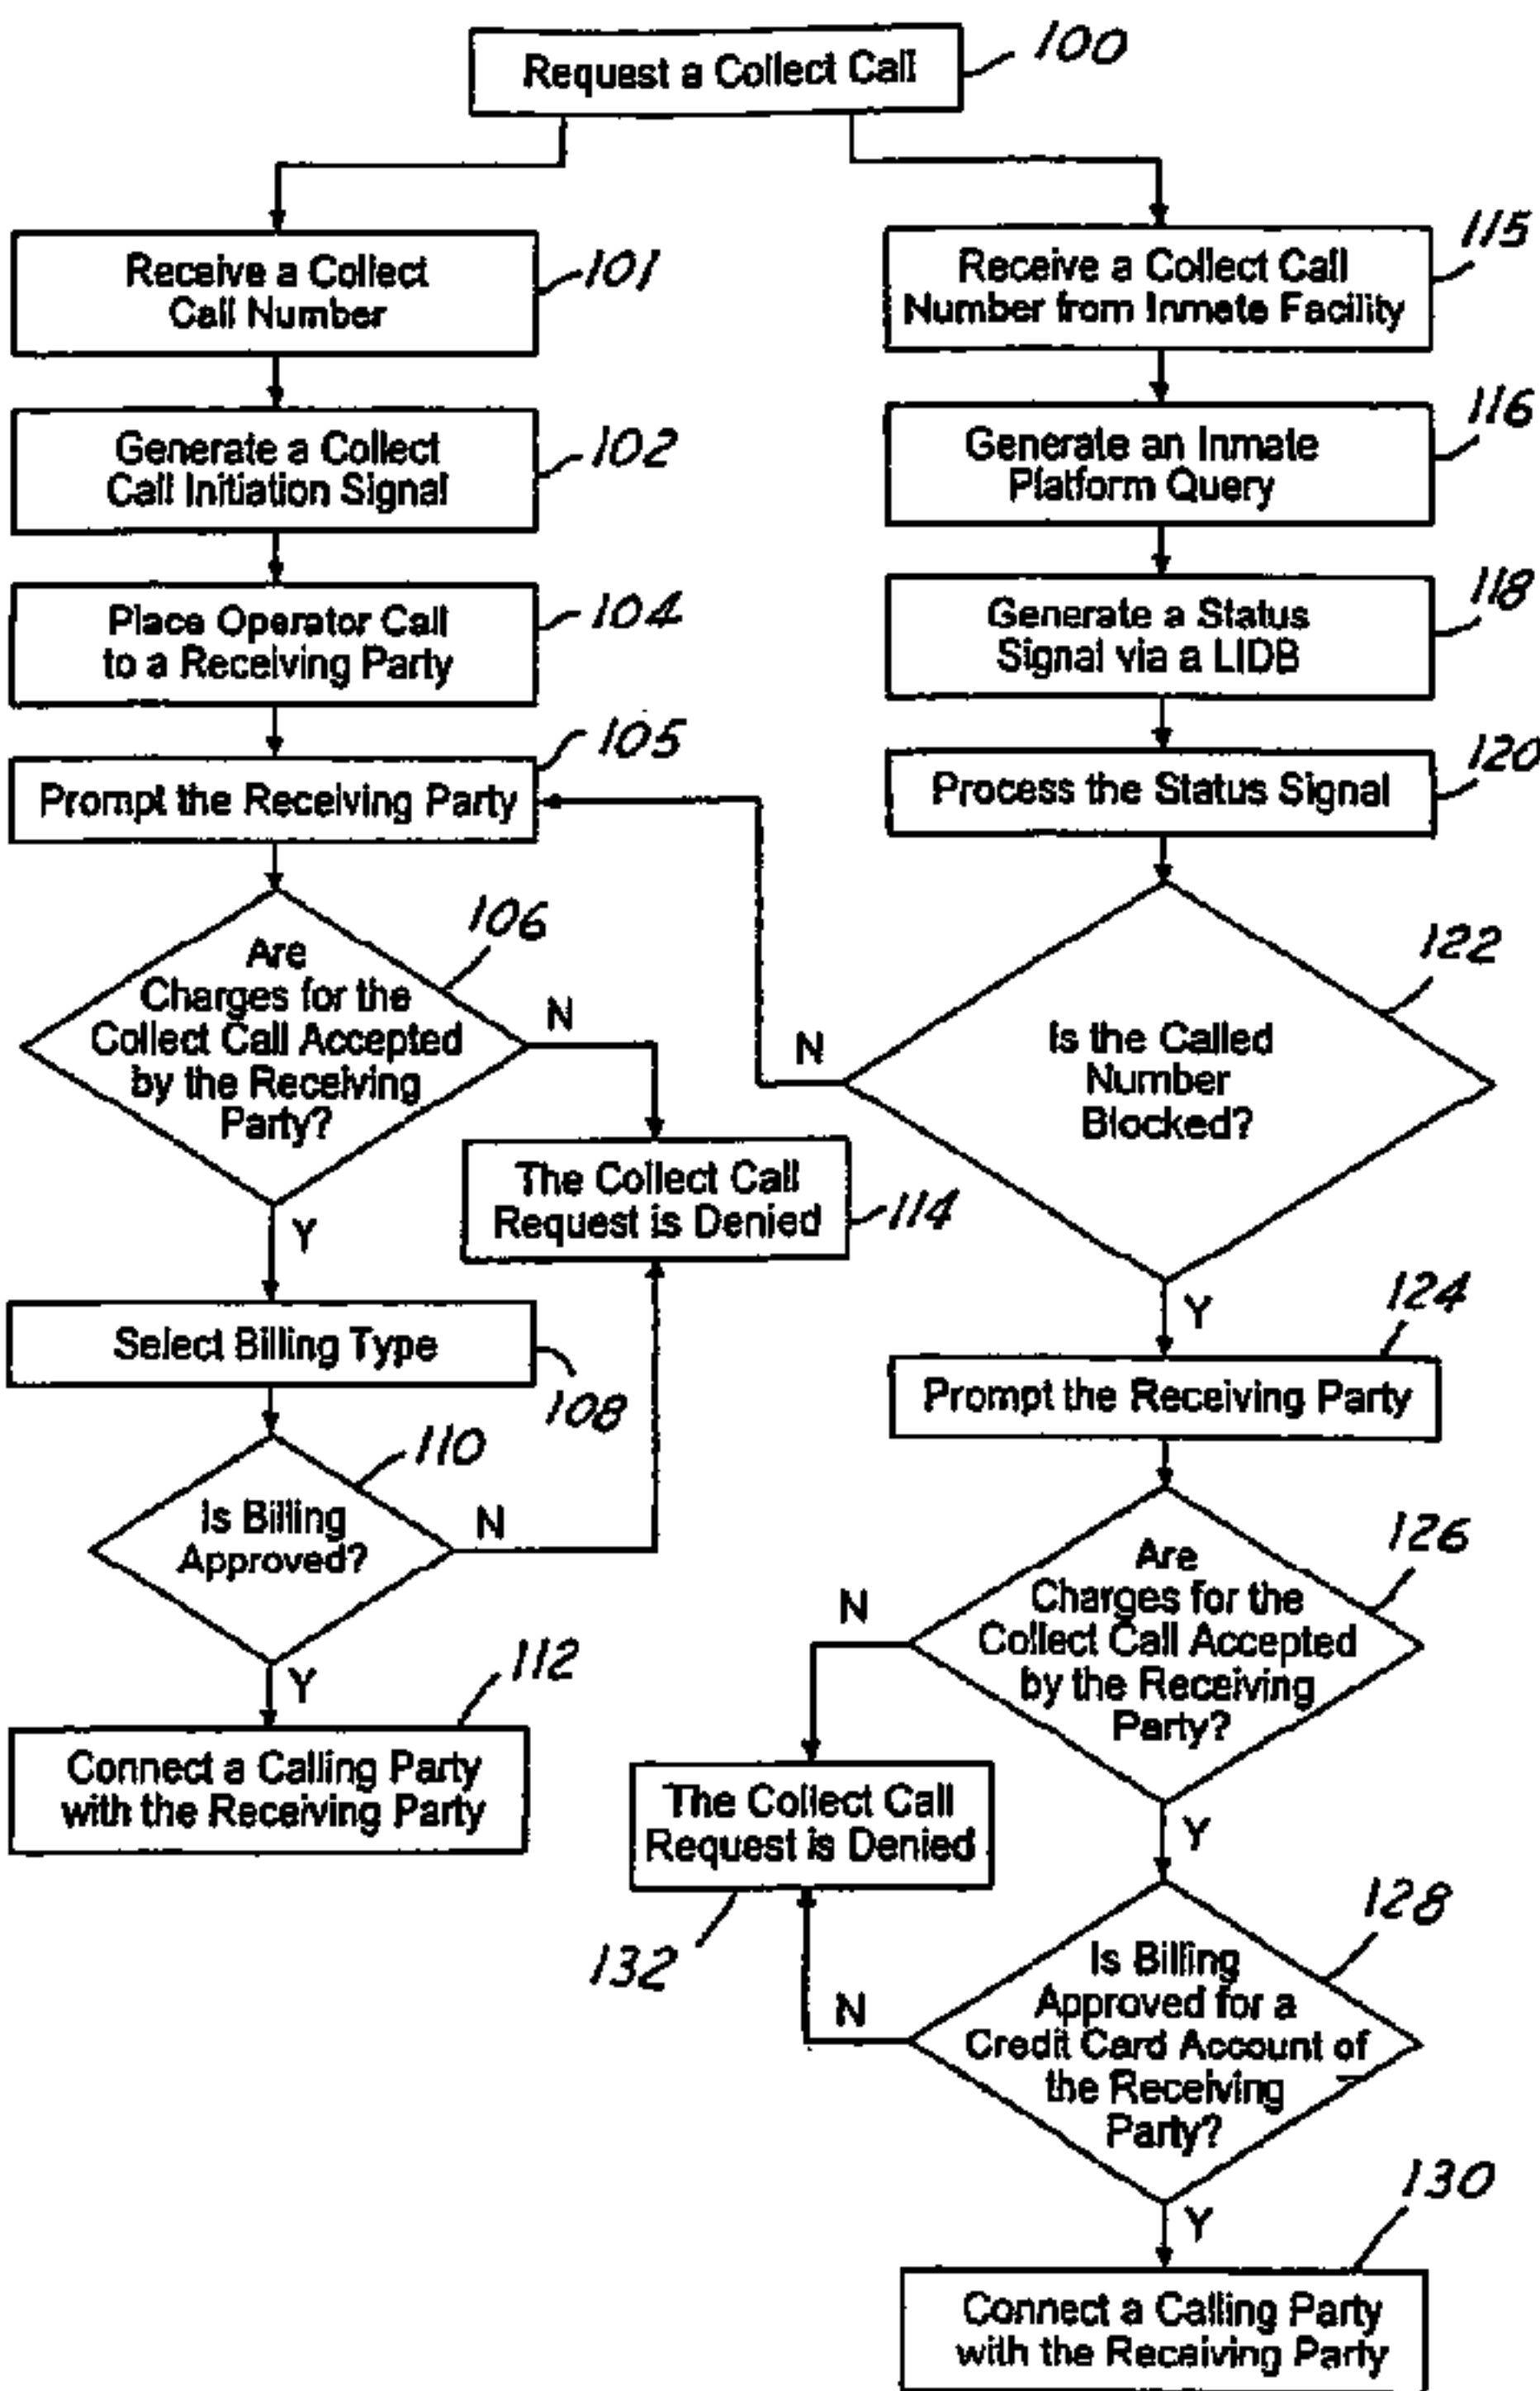 Request a Collect Call
100
Receive a Collect
Call Number
101
Generate a Collect
Call Initiation Signal
102
Place Operator Call
to a Receiving Party
104
Prompt the Receiving Party
105
Are
Charges for the
Collect Call Accepted
by the Receiving
Party?
106
N
Y
The Collect Call
Request is Denied
114
Select Billing Type
108
Is Billing
Approved?
110
N
Y
Connect a Calling Party
with the Receiving Party
112
Receive a Collect Call
Number from Inmate Facility
115
Generate an Inmate
Platform Query
116
Generate a Status
Signal via a LIDB
118
Process the Status Signal
120
Is the Called
Number
Blocked?
122
N
Y
Prompt the Receiving Party
124
Are
Charges for the
Collect Call Accepted
by the Receiving
Party?
126
N
Y
The Collect Call
Request is Denied
132
Is Billing
Approved for a
Credit Card Account of
the Receiving
Party?
128
N
Y
Connect a Calling Party
with the Receiving Party
130